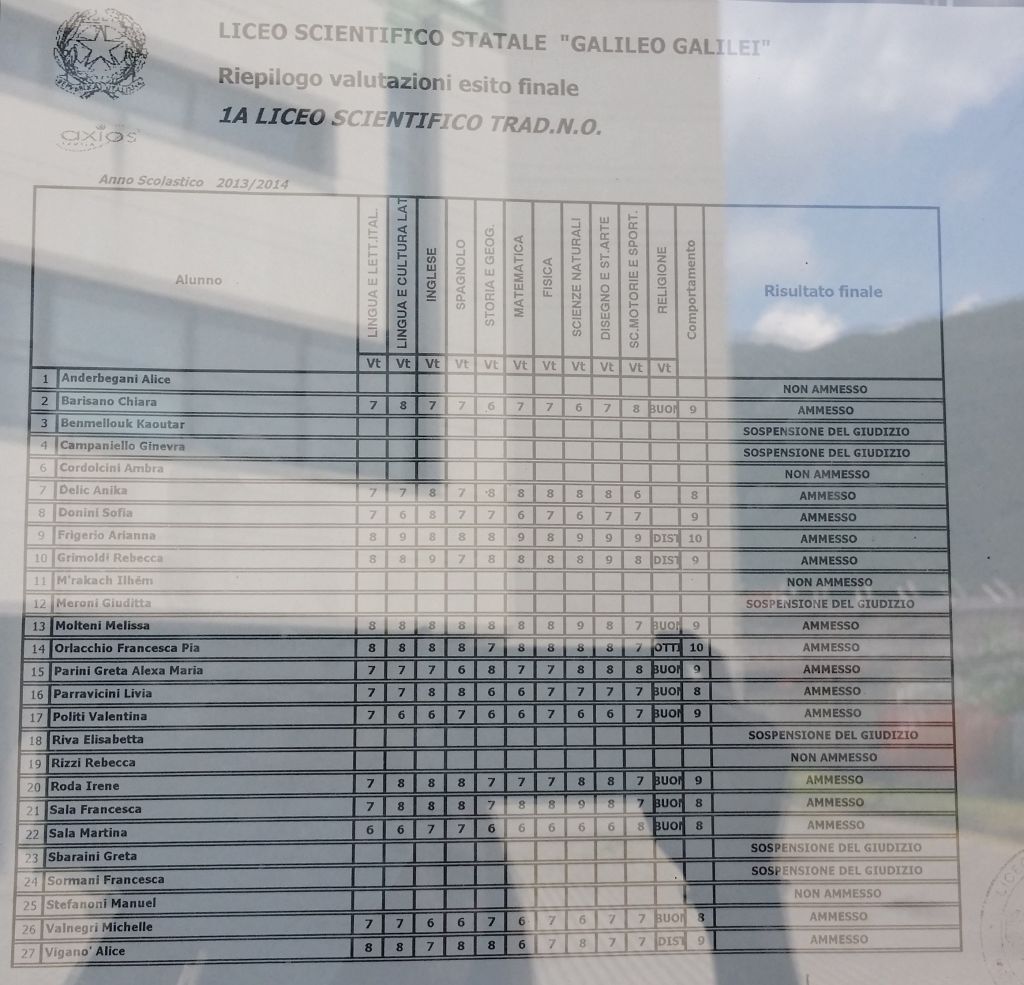 LICEO SCIENTIFICO STATALE "GALILEO GALILEI"
Riepilogo valutazioni esito finale
1A LICEO SCIENTIFICO TRAD.N.O.
axios
Anno Scolastico 2013/2014
Alunno LINGUA E LETT.ITAL. LINGUA E CULTURA LAT INGLESE SPAGNOLO STORIA E GEOG. MATEMATICA FISICA SCIENZE NATURALI DISEGNO E ST.ARTE SC.MOTORIE E SPORT. RELIGIONE Comportamento Risultato finale
Vt Vt Vt Vt Vt Vt Vt Vt Vt Vt Vt
1 Anderbegani Alice NON AMMESSO
2 Barisano Chiara 7 8 7 7 6 7 7 6 7 8 BUON 9 AMMESSO
3 Benmellouk Kaoutar SOSPENSIONE DEL GIUDIZIO
4 Campaniello Ginevra SOSPENSIONE DEL GIUDIZIO
6 Cordolcini Ambra NON AMMESSO
7 Delic Anika 7 7 8 7 8 8 8 8 8 6 8 AMMESSO
8 Donini Sofia 7 6 8 7 7 6 7 6 7 7 9 AMMESSO
9 Frigerio Arianna 8 9 8 8 8 9 8 9 9 9 DIST 10 AMMESSO
10 Grimoldi Rebecca 8 8 9 7 8 8 8 8 9 8 DIST 9 AMMESSO
11 M'rakach Ilhëm NON AMMESSO
12 Meroni Giuditta SOSPENSIONE DEL GIUDIZIO
13 Molteni Melissa 8 8 8 8 8 8 8 9 8 7 BUON 9 AMMESSO
14 Orlacchio Francesca Pia 8 8 8 8 7 8 8 8 8 7 OTTI 10 AMMESSO
15 Parini Greta Alexa Maria 7 7 7 6 8 7 7 8 8 8 BUON 9 AMMESSO
16 Parravicini Livia 7 7 8 8 6 6 7 7 7 7 BUON 8 AMMESSO
17 Politi Valentina 7 6 6 7 6 6 7 6 6 7 BUON 9 AMMESSO
18 Riva Elisabetta SOSPENSIONE DEL GIUDIZIO
19 Rizzi Rebecca NON AMMESSO
20 Roda Irene 7 8 8 8 7 7 7 8 8 7 BUON 9 AMMESSO
21 Sala Francesca 7 8 8 8 7 8 8 9 8 7 BUON 8 AMMESSO
22 Sala Martina 6 6 7 7 6 6 6 6 6 8 BUON 8 AMMESSO
23 Sbaraini Greta SOSPENSIONE DEL GIUDIZIO
24 Sormani Francesca SOSPENSIONE DEL GIUDIZIO
25 Stefanoni Manuel NON AMMESSO
26 Valnegri Michelle 7 7 6 6 7 6 7 6 7 7 BUON 8 AMMESSO
27 Vigano' Alice 8 8 7 8 8 6 7 8 7 7 DIST 9 AMMESSO